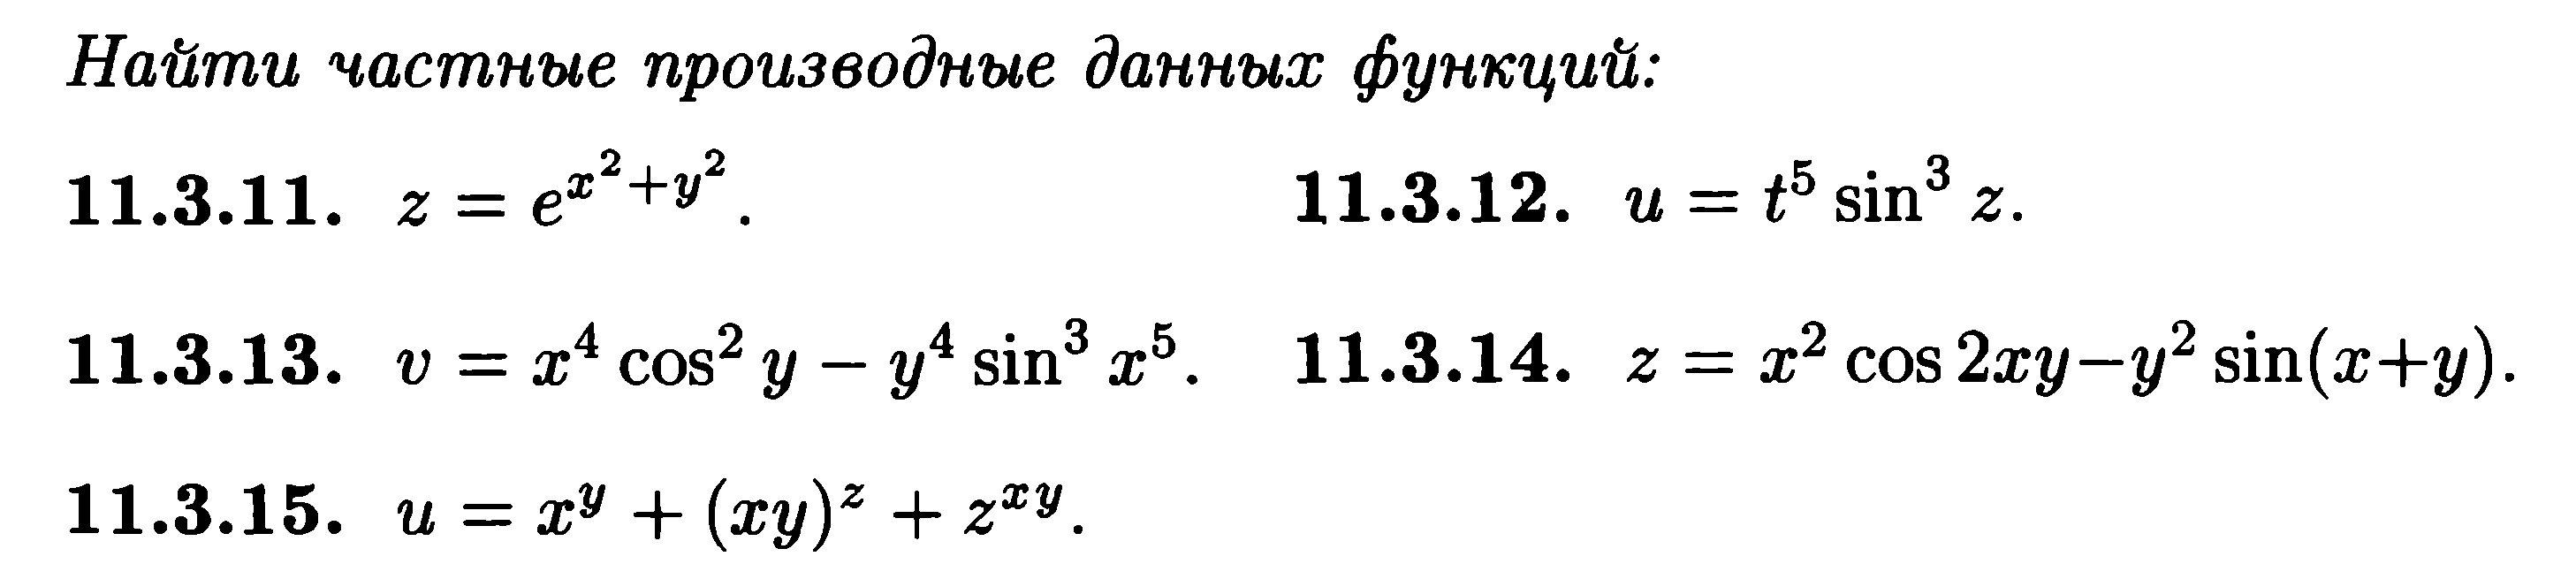 Найти частные производные данных функций:
11.3.11. $z = e^{x^2+y^2}$. 11.3.12. $u = t^5 \sin^3 z$.
11.3.13. $v = x^4 \cos^2 y - y^4 \sin^3 x^5$. 11.3.14. $z = x^2 \cos 2xy - y^2 \sin(x+y)$.
11.3.15. $u = x^y + (xy)^z + z^{xy}$.